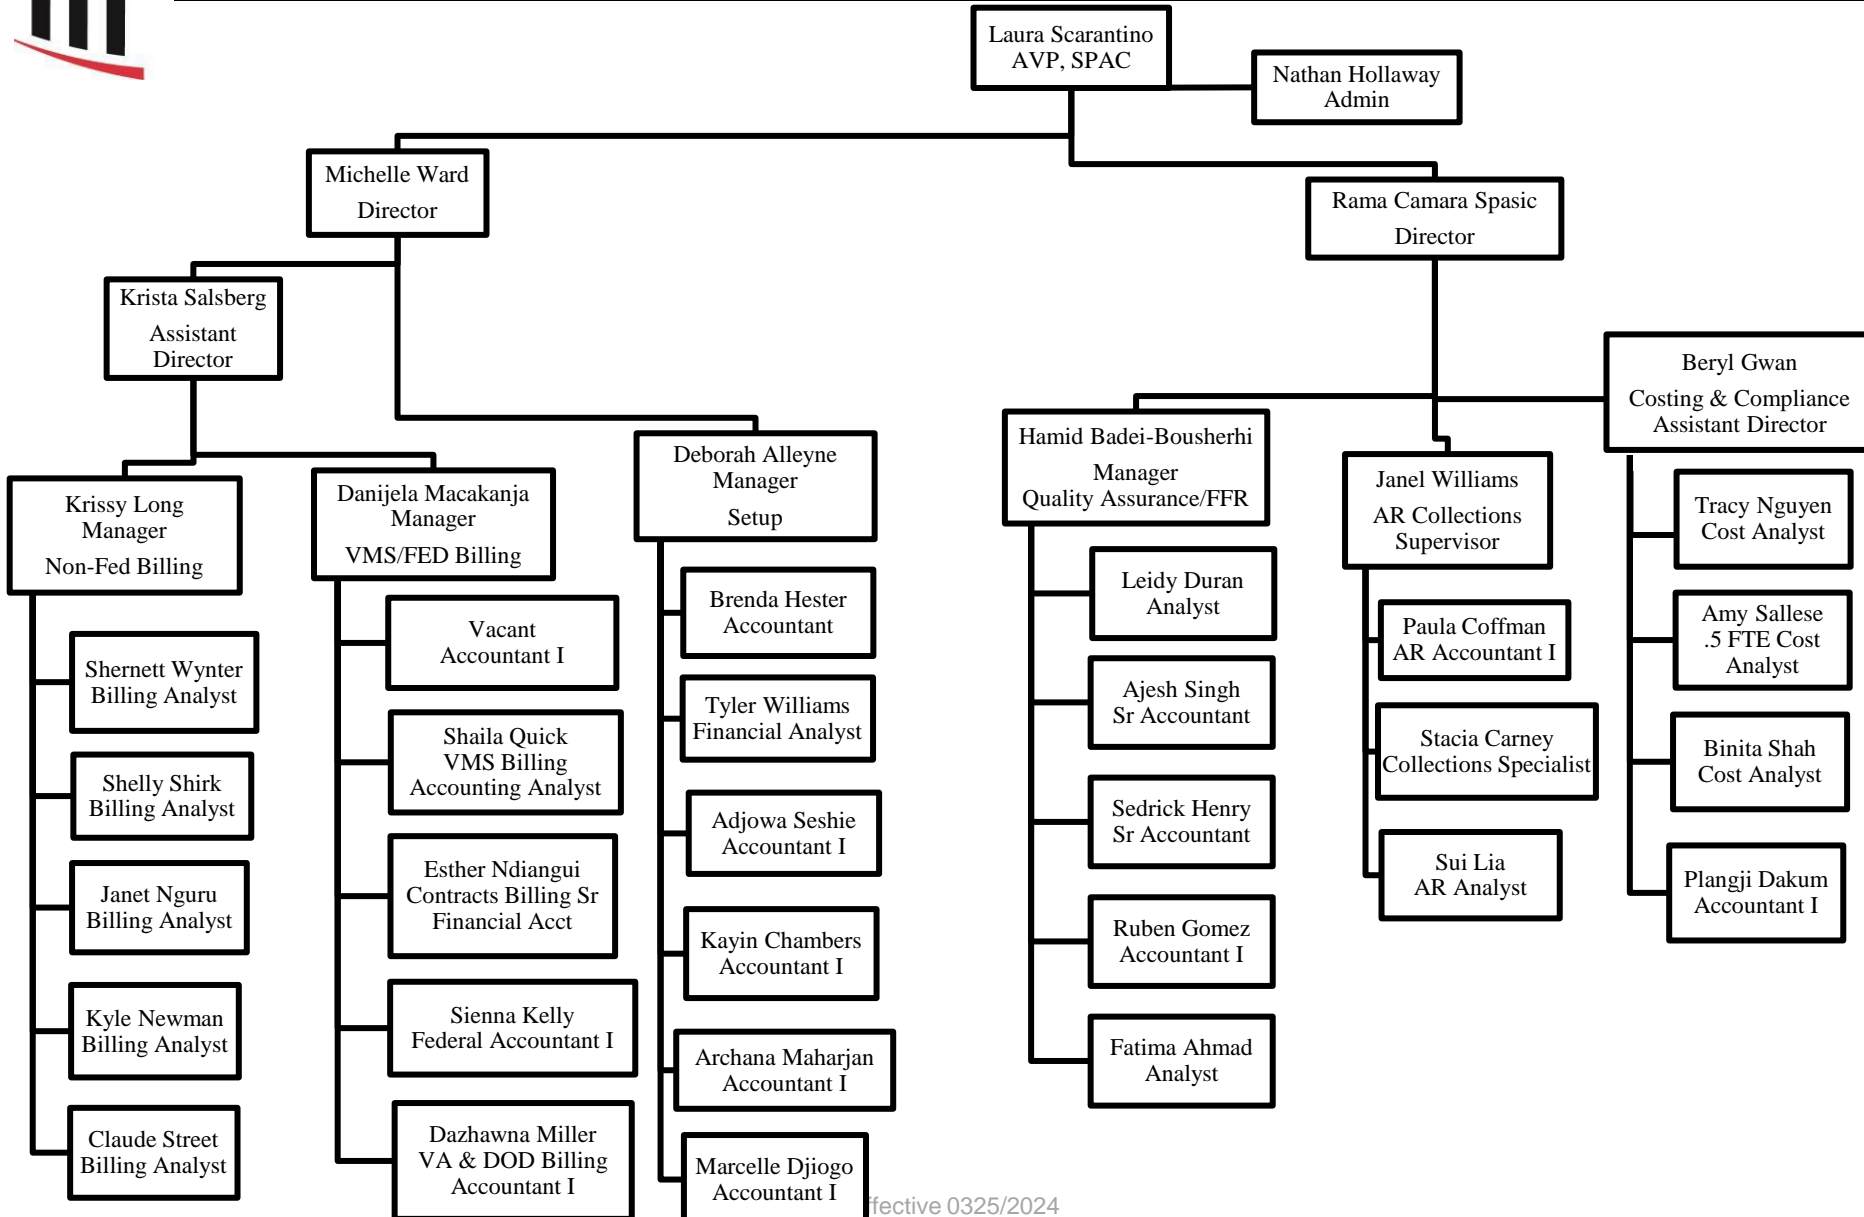 Laura Scarantino
AVP, SPAC
Nathan Hollaway
Admin
Michelle Ward
Director
Rama Camara Spasic
Director
Krista Salsberg
Assistant
Director
Beryl Gwan
Costing & Compliance
Assistant Director
Krissy Long
Manager
Non-Fed Billing
Shernett Wynter
Billing Analyst
Shelly Shirk
Billing Analyst
Janet Nguru
Billing Analyst
Kyle Newman
Billing Analyst
Claude Street
Billing Analyst
Danijela Macakanja
Manager
VMS/FED Billing
Vacant
Accountant I
Shaila Quick
VMS Billing
Accounting Analyst
Esther Ndiangui
Contracts Billing Sr
Financial Acct
Sienna Kelly
Federal Accountant I
Dazhawna Miller
VA & DOD Billing
Accountant I
Deborah Alleyne
Manager
Setup
Brenda Hester
Accountant
Tyler Williams
Financial Analyst
Adjowa Seshie
Accountant I
Kayin Chambers
Accountant I
Archana Maharjan
Accountant I
Marcelle Djiogo
Accountant I
Hamid Badei-Bousherhi
Manager
Quality Assurance/FFR
Leidy Duran
Analyst
Ajesh Singh
Sr Accountant
Sedrick Henry
Sr Accountant
Ruben Gomez
Accountant I
Fatima Ahmad
Analyst
Janel Williams
AR Collections
Supervisor
Paula Coffman
AR Accountant I
Stacia Carney
Collections Specialist
Sui Lia
AR Analyst
Tracy Nguyen
Cost Analyst
Amy Sallese
.5 FTE Cost
Analyst
Binita Shah
Cost Analyst
Plangji Dakum
Accountant I
ffective 0325/2024